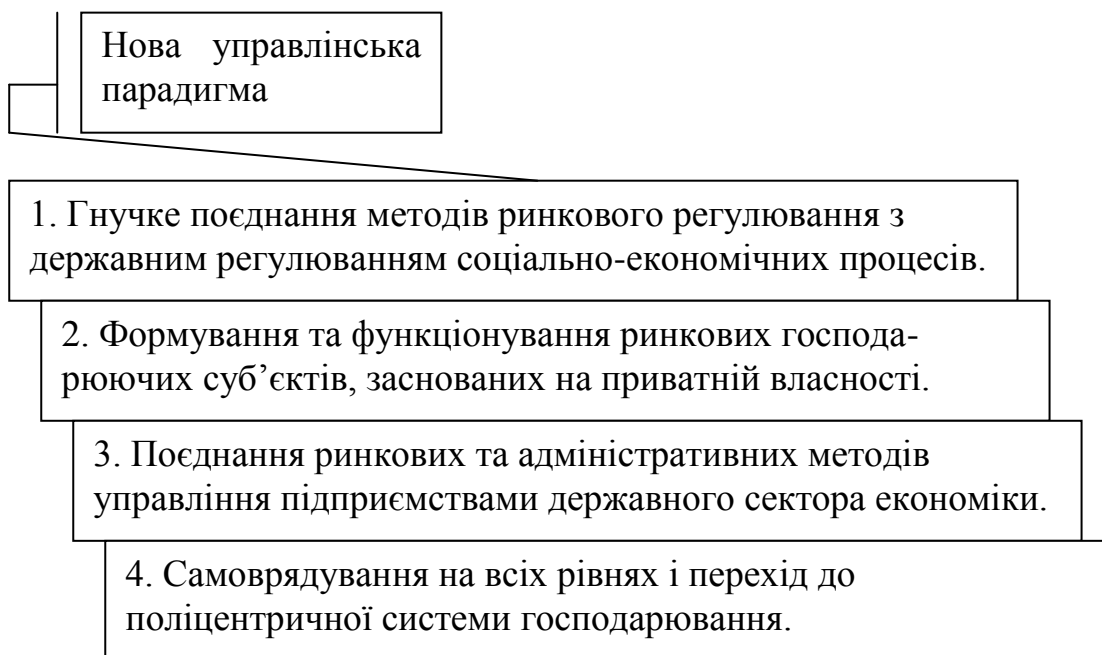 Нова управлінська
парадигма
1. Гнучке поєднання методів ринкового регулювання з
державним регулюванням соціально-економічних процесів.
2. Формування та функціонування ринкових господа-
рюючих суб’єктів, заснованих на приватній власності.
3. Поєднання ринкових та адміністративних методів
управління підприємствами державного сектора економіки.
4. Самоврядування на всіх рівнях і перехід до
поліцентричної системи господарювання.